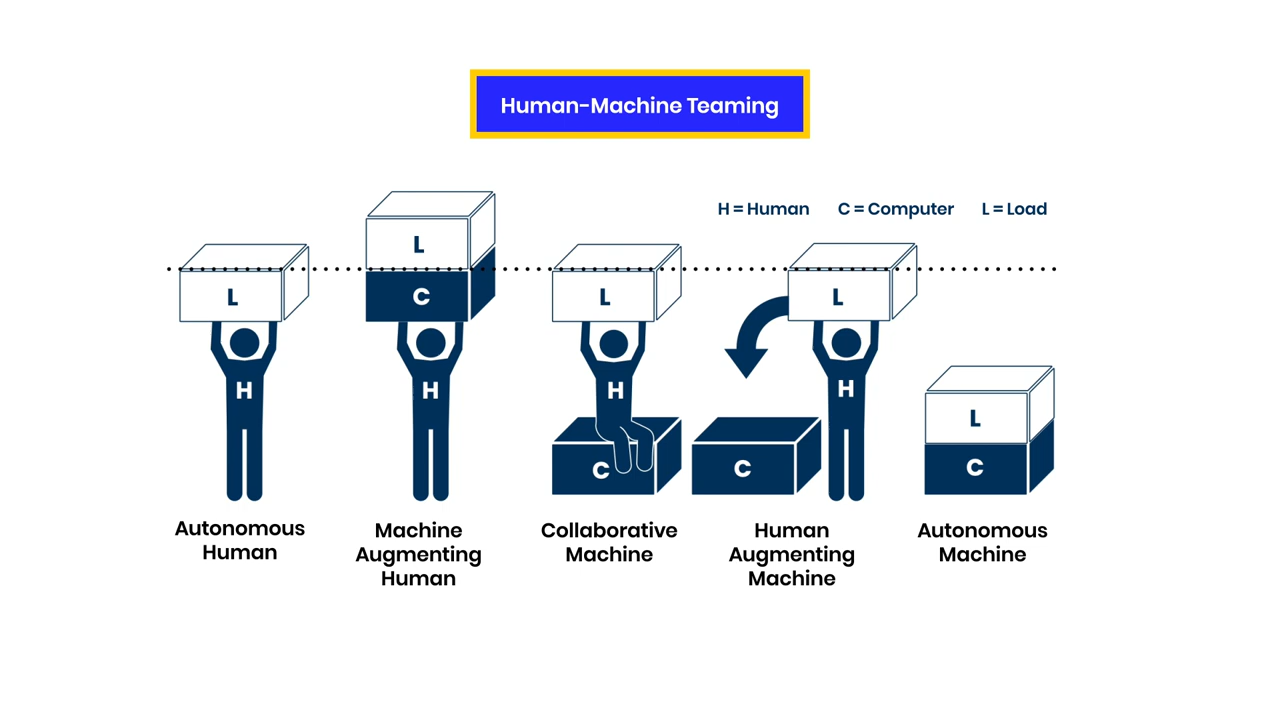 Human-Machine Teaming
H = Human C = Computer L = Load
L
L
C
L
L
H
H
H
H
L
C
C
C
Autonomous
Human
Machine
Augmenting
Human
Collaborative
Machine
Human
Augmenting
Machine
Autonomous
Machine